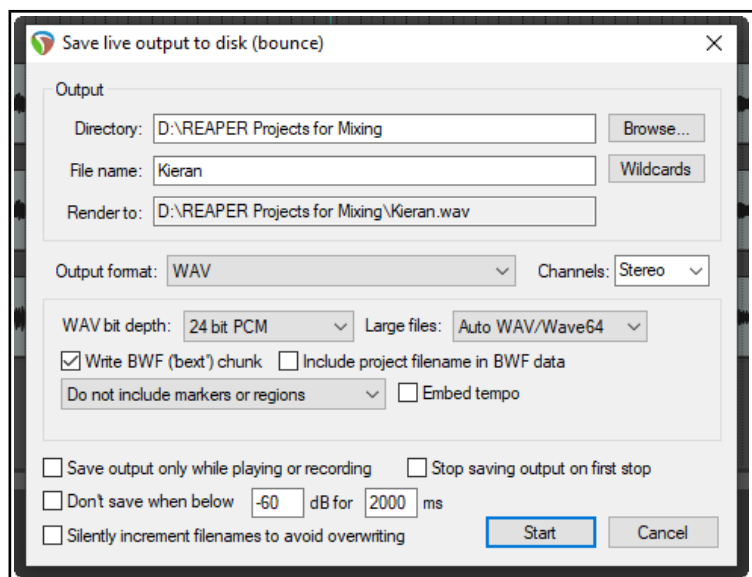 Save live output to disk (bounce)
Output
Directory: D:\REAPER Projects for Mixing Browse...
File name: Kieran Wildcards
Render to: D:\REAPER Projects for Mixing\Kieran.wav
Output format: WAV Channels: Stereo
WAV bit depth: 24 bit PCM Large files: Auto WAV/Wave64
Write BWF ('bext') chunk Include project filename in BWF data
Do not include markers or regions Embed tempo
Save output only while playing or recording Stop saving output on first stop
Don't save when below -60 dB for 2000 ms
Silently increment filenames to avoid overwriting Start Cancel